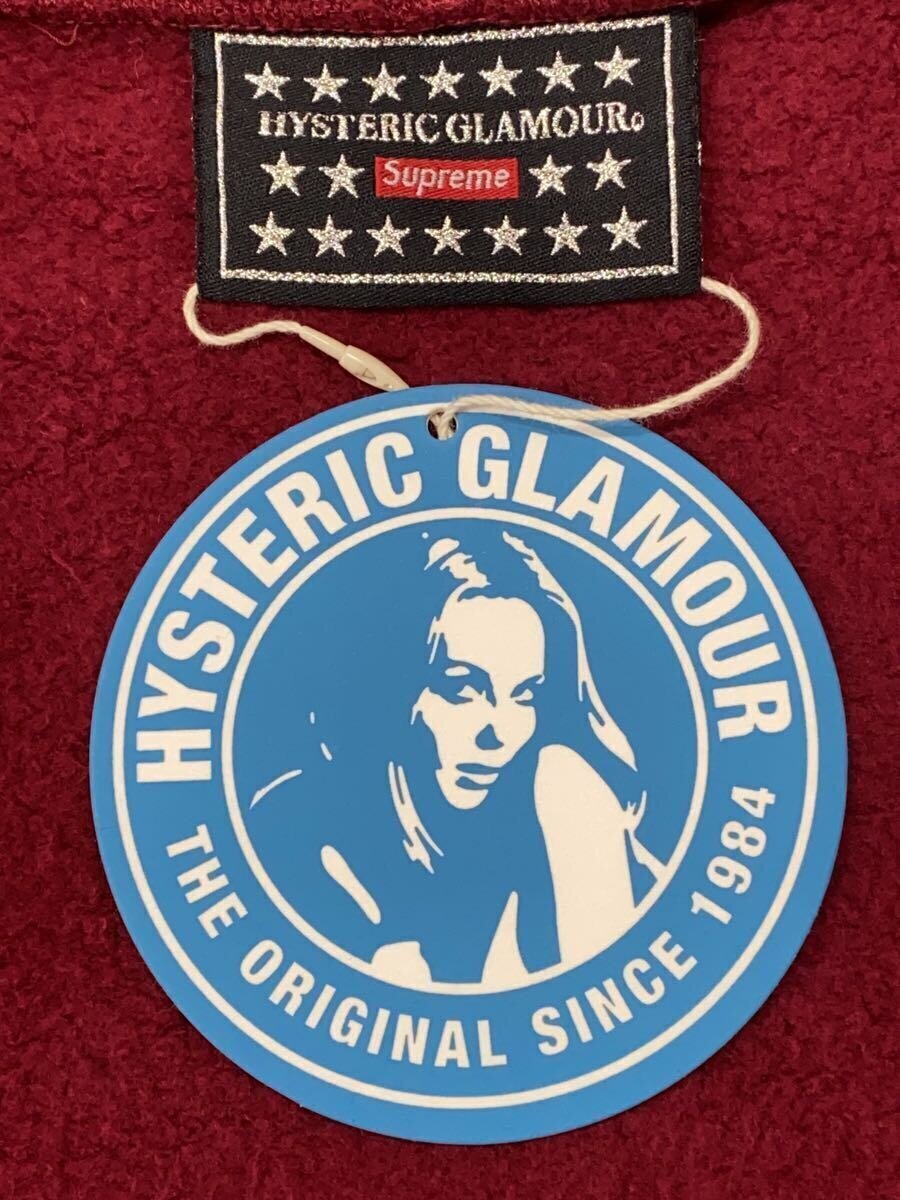 HYSTERIC GLAMOUR
Supreme
HYSTERIC GLAMOUR
THE ORIGINAL SINCE 1984